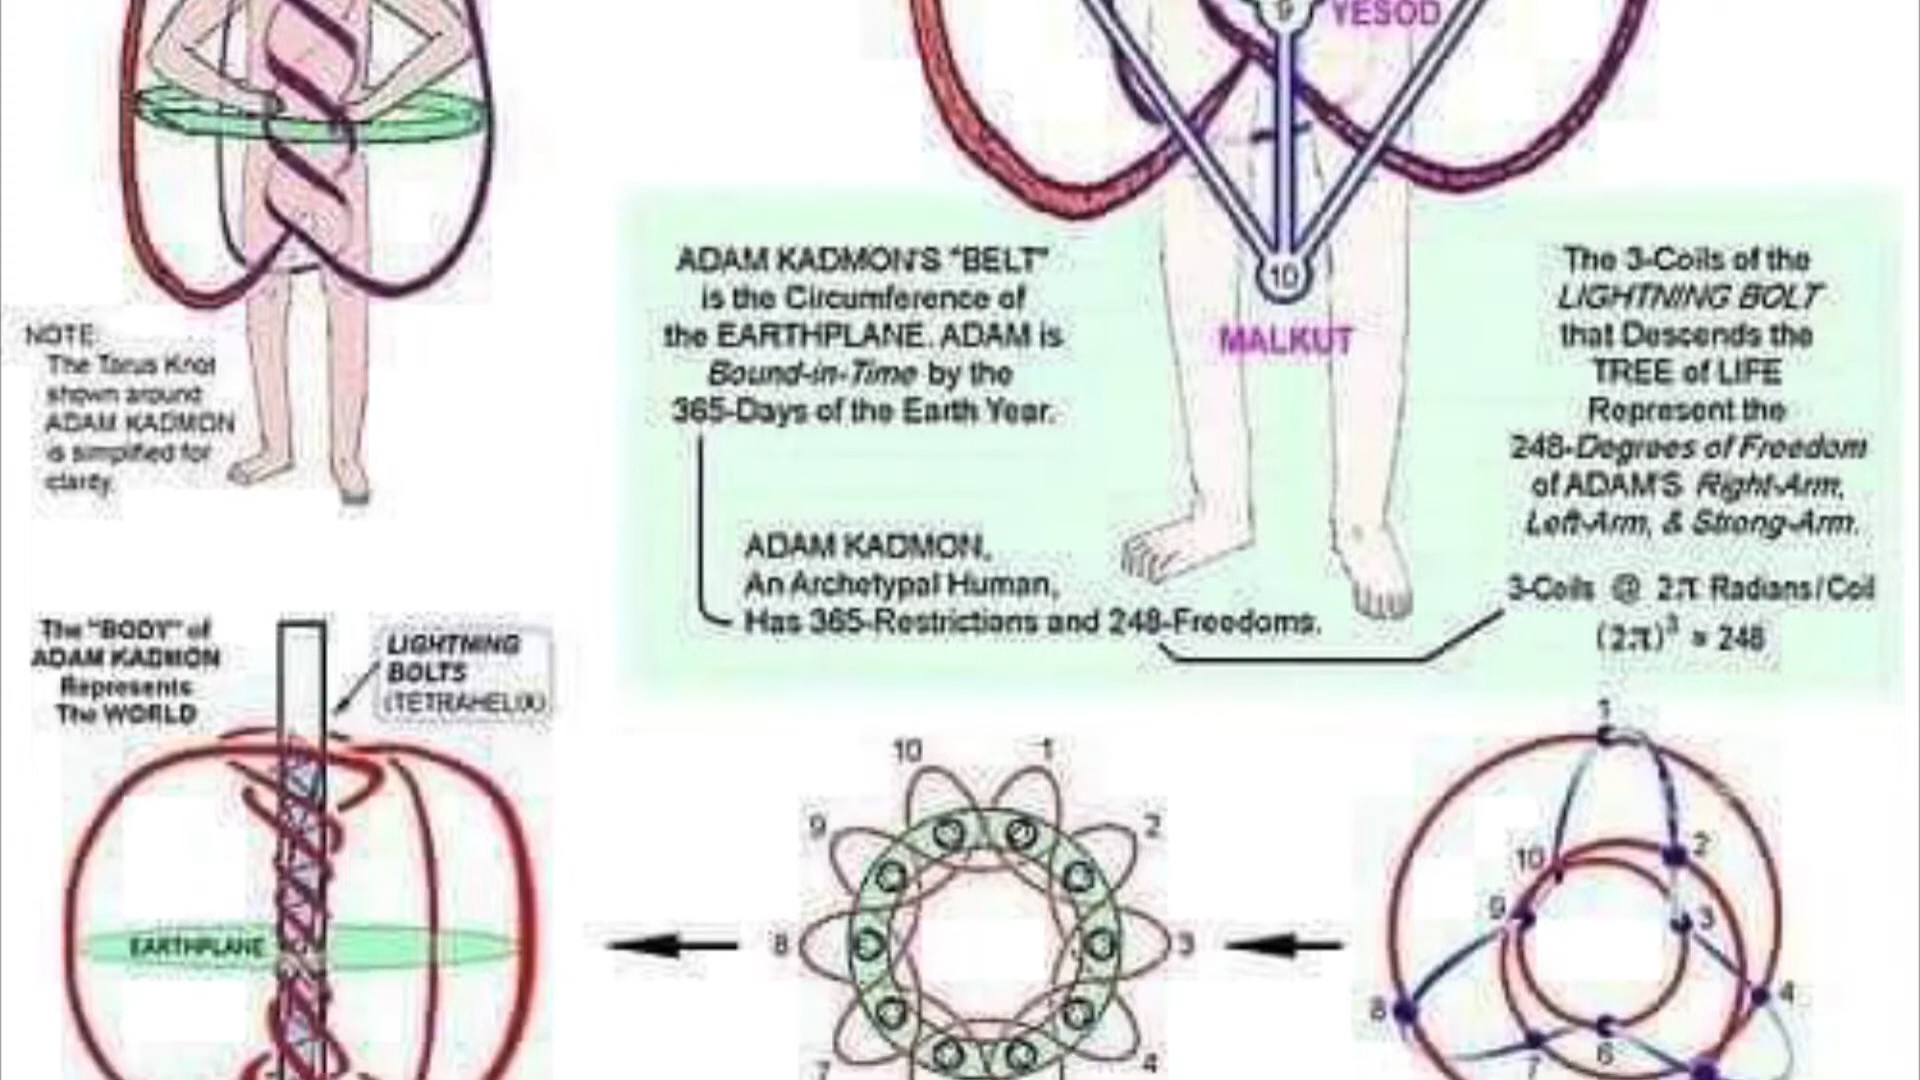 9
YESOD
10
MALKUT
NOTE:
The Torus Knot
shown around
ADAM KADMON
is simplified for
clarity.
ADAM KADMON'S "BELT"
is the Circumference of
the EARTHPLANE. ADAM is
Bound-in-Time by the
365-Days of the Earth Year.
The 3-Coils of the
LIGHTNING BOLT
that Descends the
TREE of LIFE
Represent the
248-Degrees of Freedom
of ADAM'S Right-Arm,
Left-Arm, & Strong-Arm.
ADAM KADMON,
An Archetypal Human,
Has 365-Restrictions and 248-Freedoms.
3-Coils @ 2π Radians/Coil
(2π)³ ≈ 248
The "BODY" of
ADAM KADMON
Represents
The WORLD
LIGHTNING
BOLTS
(TETRAHELIX)
EARTHPLANE
10
1
9
2
8
3
7
4
1
10
2
9
3
8
4
7
6